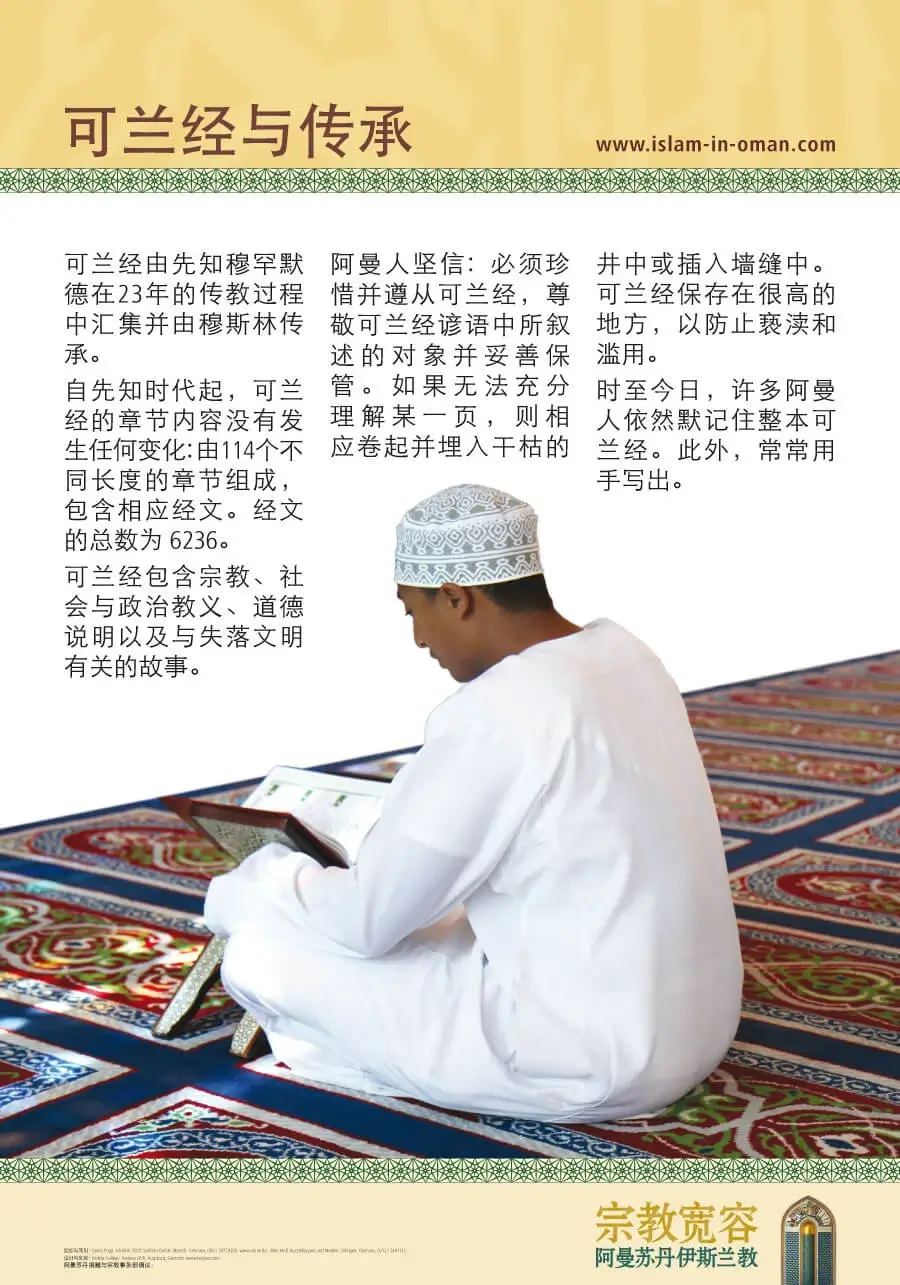 可兰经与传承
www.islam-in-oman.com
可兰经由先知穆罕默
德在23年的传教过程
中汇集并由穆斯林传
承。
自先知时代起，可兰
经的章节内容没有发
生任何变化：由114个不
同长度的章节组成，
包含相应经文。经文
的总数为 6236。
可兰经包含宗教、社
会与政治教义、道德
说明以及与失落文明
有关的故事。
阿曼人坚信：必须珍
惜并遵从可兰经，尊
敬可兰经谚语中所叙
述的对象并妥善保
管。如果无法充分
理解某一页，则相
应卷起并埋入干枯的
井中或插入墙缝中。
可兰经保存在很高的
地方，以防止亵渎和
滥用。
时至今日，许多阿曼
人依然默记住整本可
兰经。此外，常常用
手写出。
宗教宽容
阿曼苏丹伊斯兰教